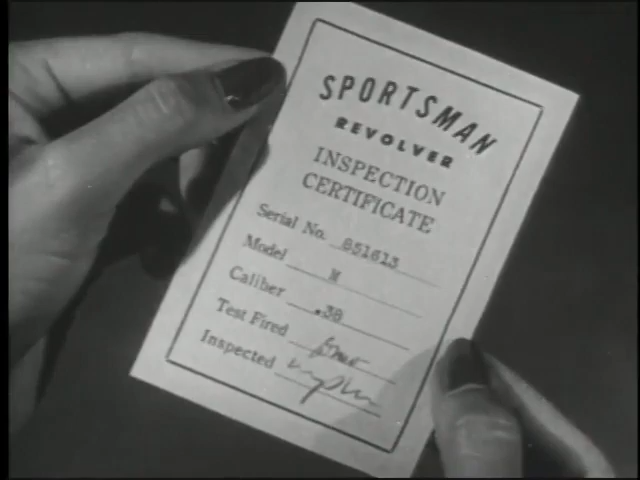 SPORTSMAN
REVOLVER
INSPECTION
CERTIFICATE
Serial No. 851613
Model M
Caliber .38
Test Fired
Inspected